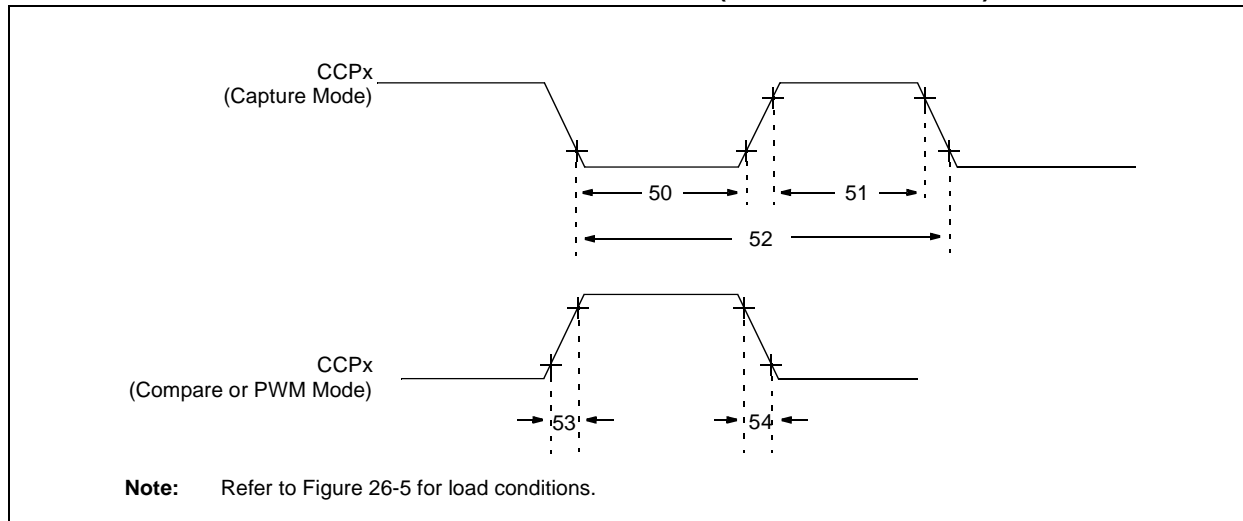 CCPx
(Capture Mode)
50
51
52
CCPx
(Compare or PWM Mode)
53
54
Note: Refer to Figure 26-5 for load conditions.